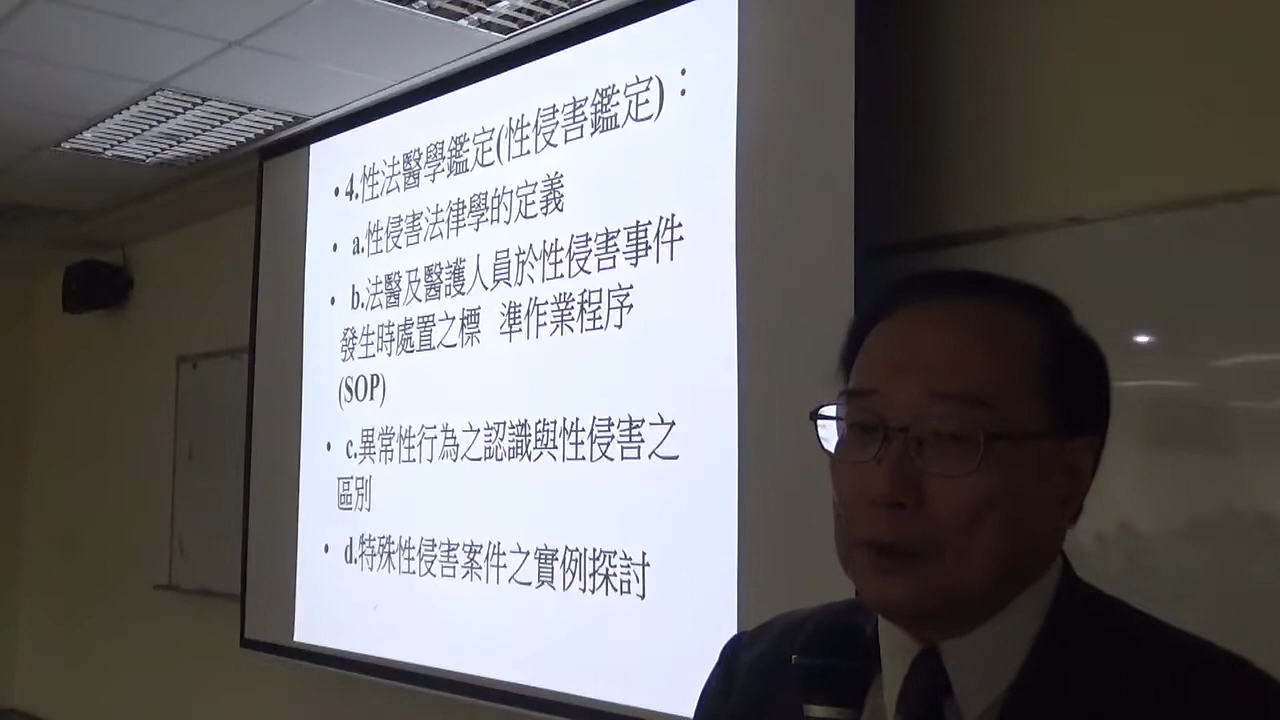 •4.性法醫學鑑定(性侵害鑑定)：
• a.性侵害法律學的定義
• b.法醫及醫護人員於性侵害事件
發生時處置之標 準作業程序
(SOP)
• c.異常性行為之認識與性侵害之
區別
• d.特殊性侵害案件之實例探討